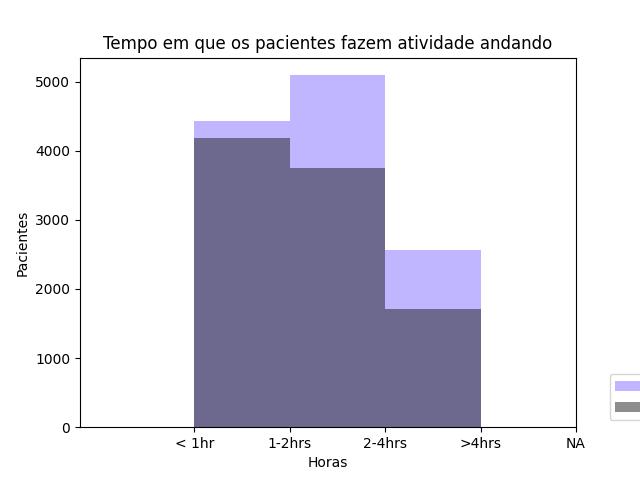 Tempo em que os pacientes fazem atividade andando
5000
4000
3000
2000
1000
0
Pacientes
< 1hr
1-2hrs
2-4hrs
>4hrs
NA
Horas